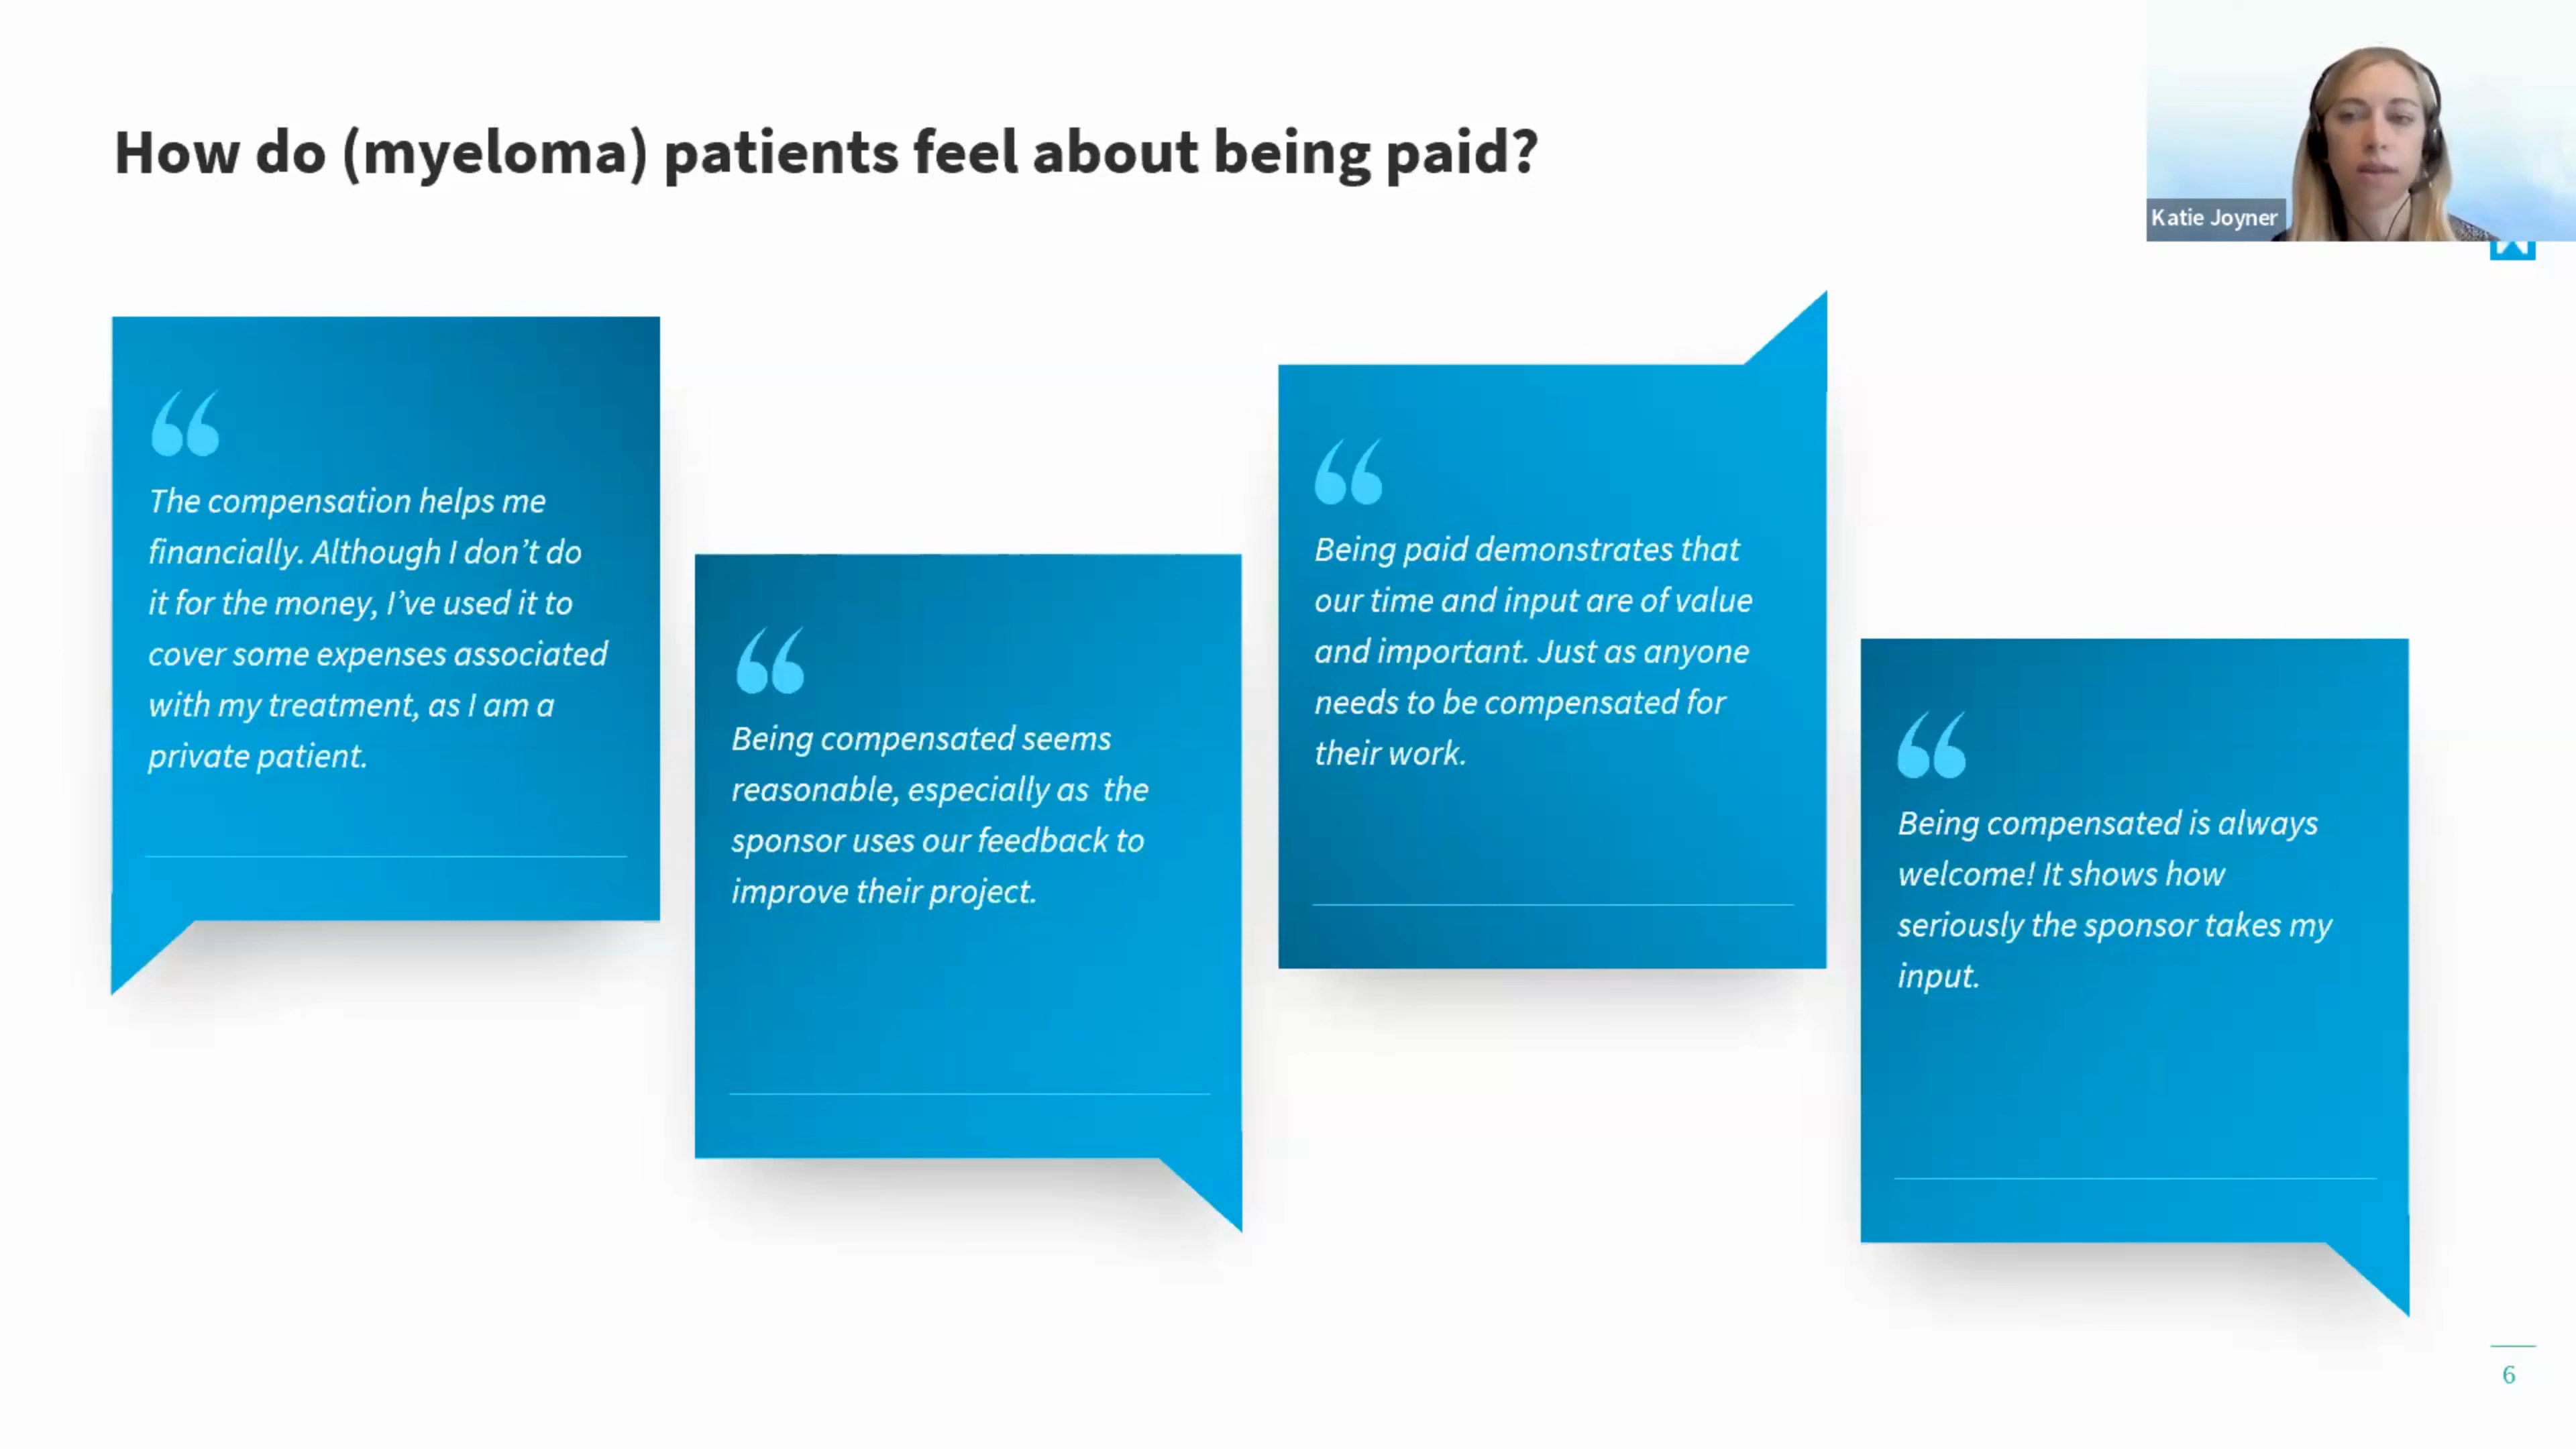 How do (myeloma) patients feel about being paid?
Katie Joyner
“
The compensation helps me
financially. Although I don’t do
it for the money, I’ve used it to
cover some expenses associated
with my treatment, as I am a
private patient.
“
Being compensated seems
reasonable, especially as  the
sponsor uses our feedback to
improve their project.
“
Being paid demonstrates that
our time and input are of value
and important. Just as anyone
needs to be compensated for
their work.
“
Being compensated is always
welcome! It shows how
seriously the sponsor takes my
input.
6